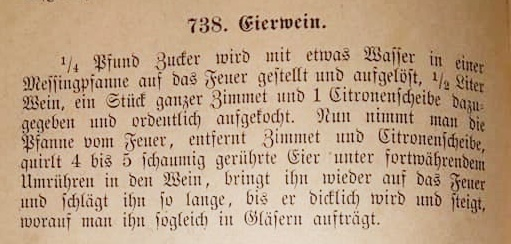 738. Eierwein.
1/4 Pfund Zucker wird mit etwas Wasser in einer
Messingpfanne auf das Feuer gestellt und aufgelöst, 1/2 Liter
Wein, ein Stück ganzer Zimmet und 1 Citronenscheibe dazu-
gegeben und ordentlich aufgekocht. Nun nimmt man die
Pfanne vom Feuer, entfernt Zimmet und Citronenscheibe,
quirlt 4 bis 5 schaumig gerührte Eier unter fortwährendem
Umrühren in den Wein, bringt ihn wieder auf das Feuer
und schlägt ihn so lange, bis er dicklich wird und steigt,
worauf man ihn sogleich in Gläsern aufträgt.